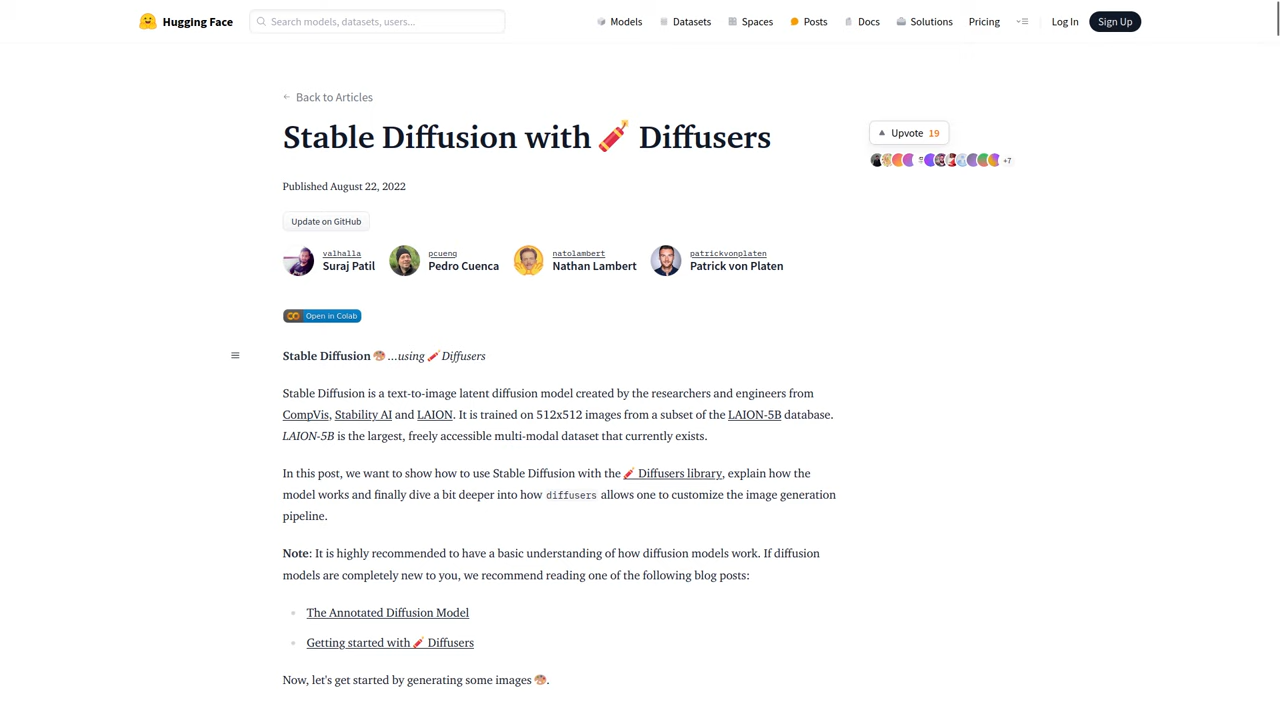 Hugging Face
Search models, datasets, users...
Models
Datasets
Spaces
Posts
Docs
Solutions
Pricing
Log In
Sign Up
← Back to Articles
Stable Diffusion with 🧨 Diffusers
Upvote 19
+7
Published August 22, 2022
Update on GitHub
valhalla
Suraj Patil
pcuenq
Pedro Cuenca
natolambert
Nathan Lambert
patrickvonplaten
Patrick von Platen
Open in Colab
Stable Diffusion 🎨 ...using 🧨 Diffusers
Stable Diffusion is a text-to-image latent diffusion model created by the researchers and engineers from
CompVis, Stability AI and LAION. It is trained on 512x512 images from a subset of the LAION-5B database.
LAION-5B is the largest, freely accessible multi-modal dataset that currently exists.
In this post, we want to show how to use Stable Diffusion with the 🧨 Diffusers library, explain how the
model works and finally dive a bit deeper into how diffusers allows one to customize the image generation
pipeline.
Note: It is highly recommended to have a basic understanding of how diffusion models work. If diffusion
models are completely new to you, we recommend reading one of the following blog posts:
The Annotated Diffusion Model
Getting started with 🧨 Diffusers
Now, let's get started by generating some images 🎨.